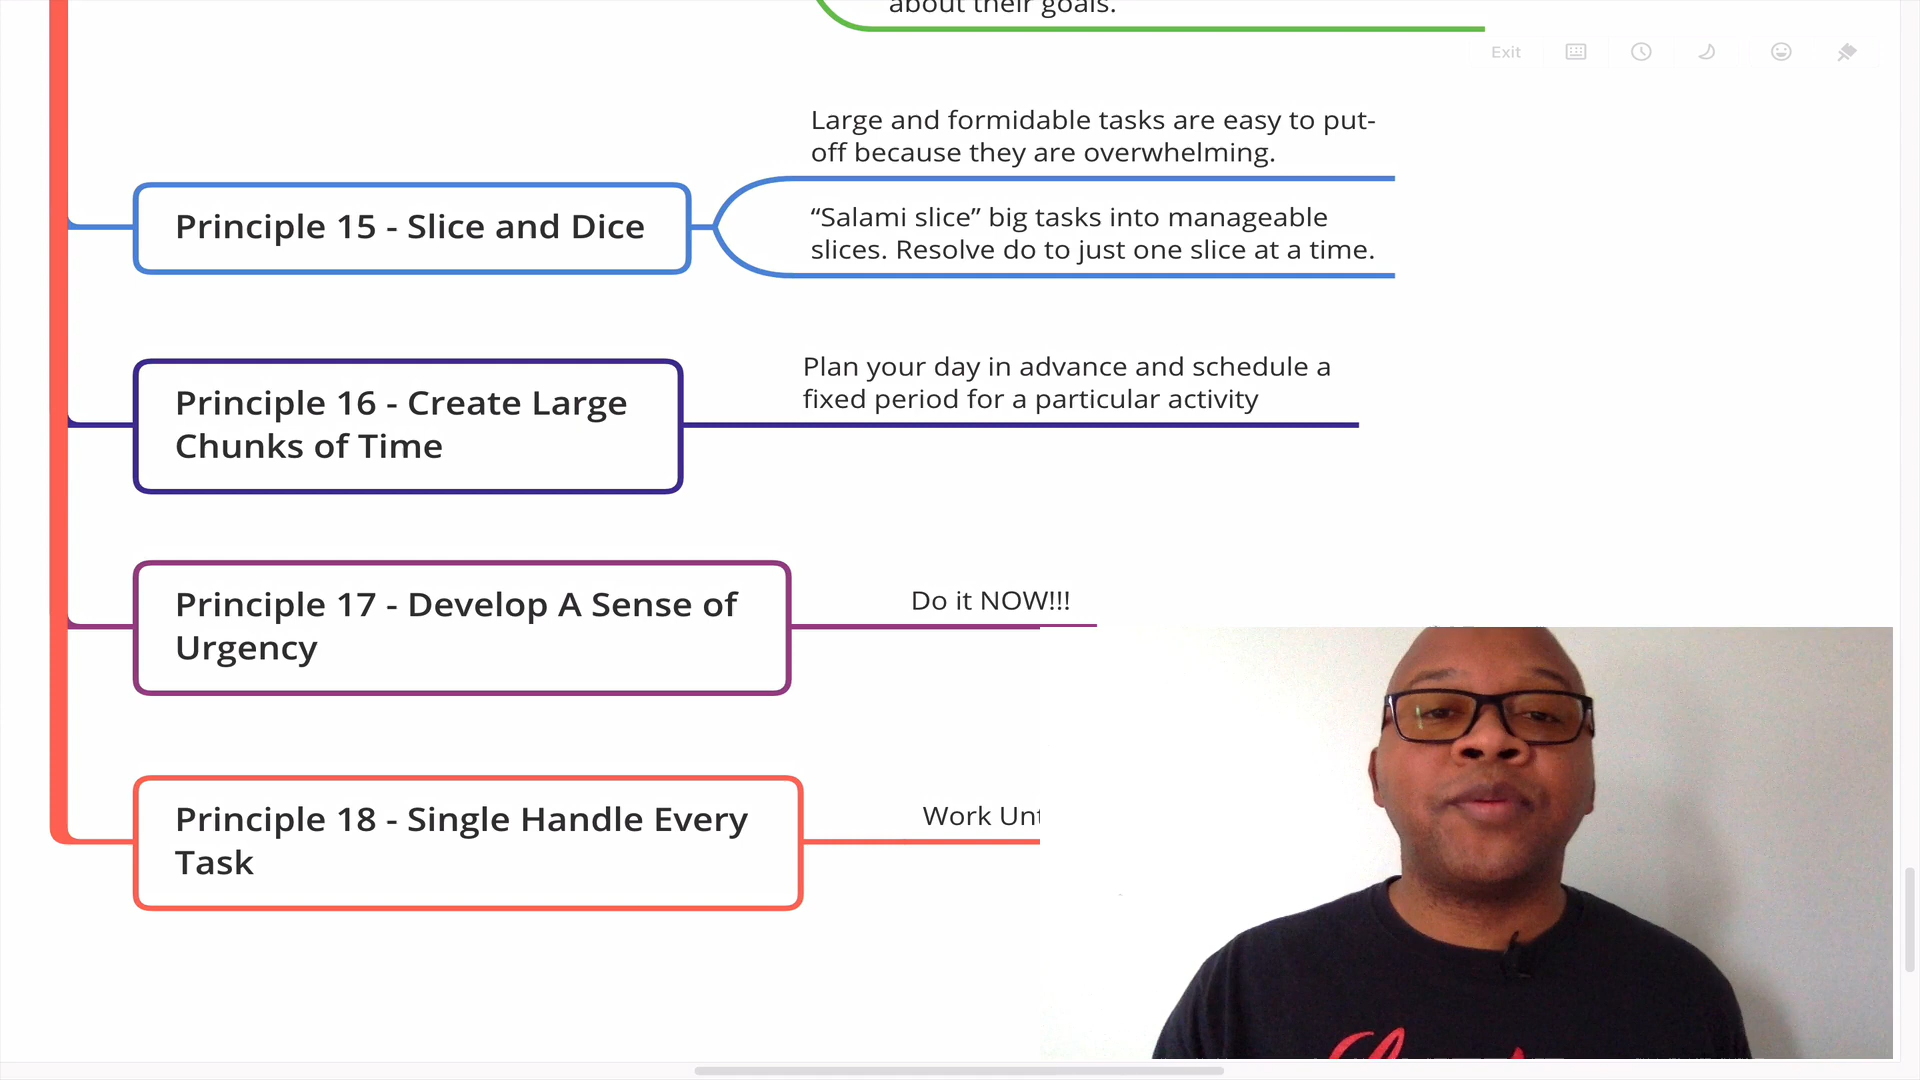 about their goals.
Exit
Large and formidable tasks are easy to put-
off because they are overwhelming.
Principle 15 - Slice and Dice
“Salami slice” big tasks into manageable
slices. Resolve do to just one slice at a time.
Plan your day in advance and schedule a
fixed period for a particular activity
Principle 16 - Create Large
Chunks of Time
Do it NOW!!!
Principle 17 - Develop A Sense of
Urgency
Work
Principle 18 - Single Handle Every
Task